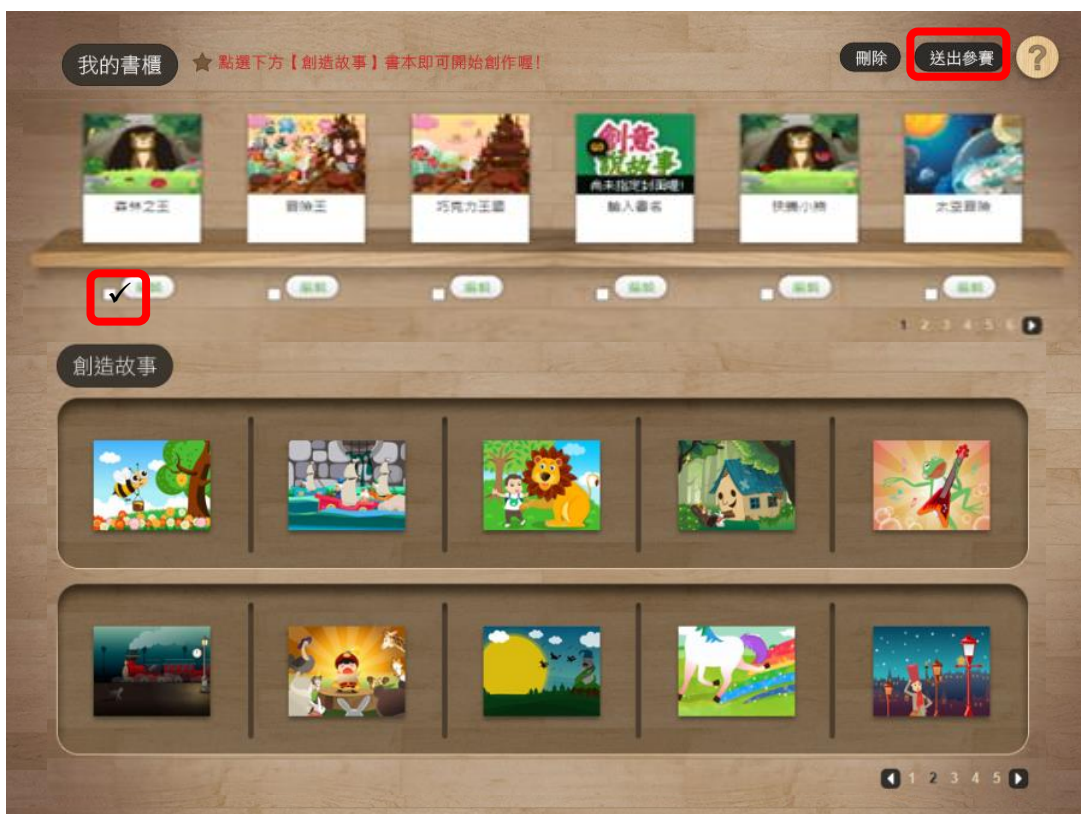 我的書櫃
點選下方【創造故事】書本即可開始創作喔！
刪除
送出參賽
?
創意
說故事
尚未指定封面喔!
森林之王
冒險王
巧克力王國
輸入書名
快樂小熊
太空冒險
編輯
編輯
編輯
編輯
編輯
1 2 3 4 5 6
創造故事
1 2 3 4 5